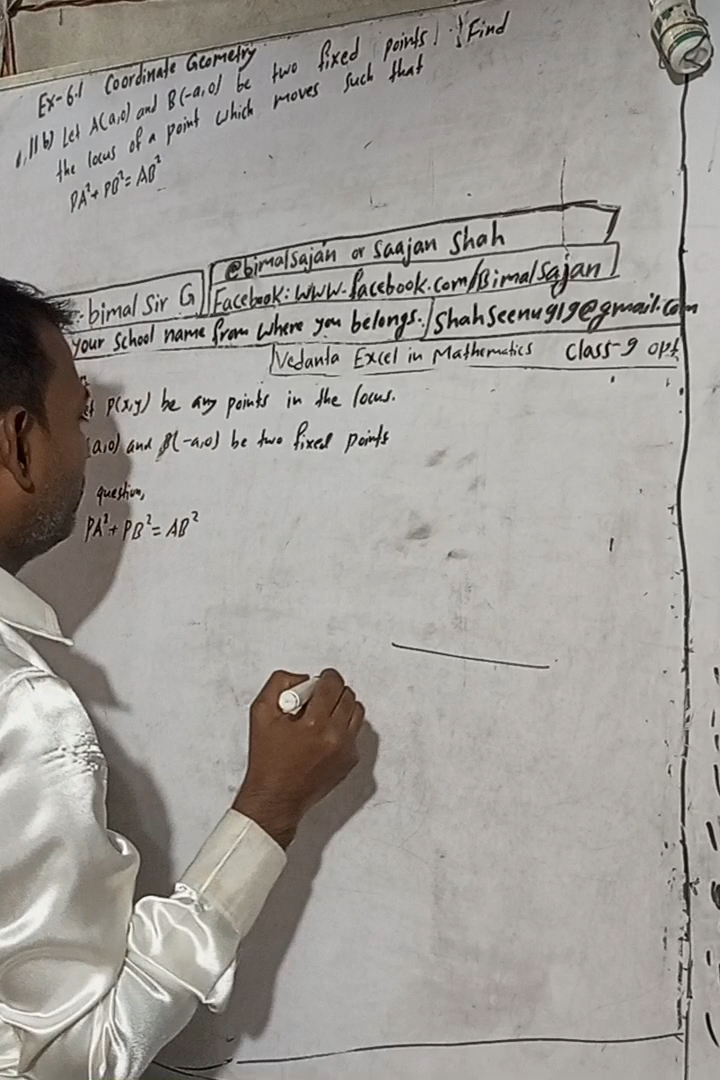 Ex-6.1 Coordinate Geometry
11 b) Let A(a,0) and B(-a,0) be two fixed points. Find
the locus of a point which moves such that
PA²+ PB²= AB²
@bimalsajan or Saajan Shah
bimal Sir G
Facebook: www.facebook.com/Bimalsajan
your School name from where you belongs.
Shahseenu919@gmail.com
Vedanta Excel in Mathematics Class-9 opt
P(x,y) be any points in the locus.
(a,0) and B(-a,0) be two fixed points
question,
PA²+ PB²= AB²